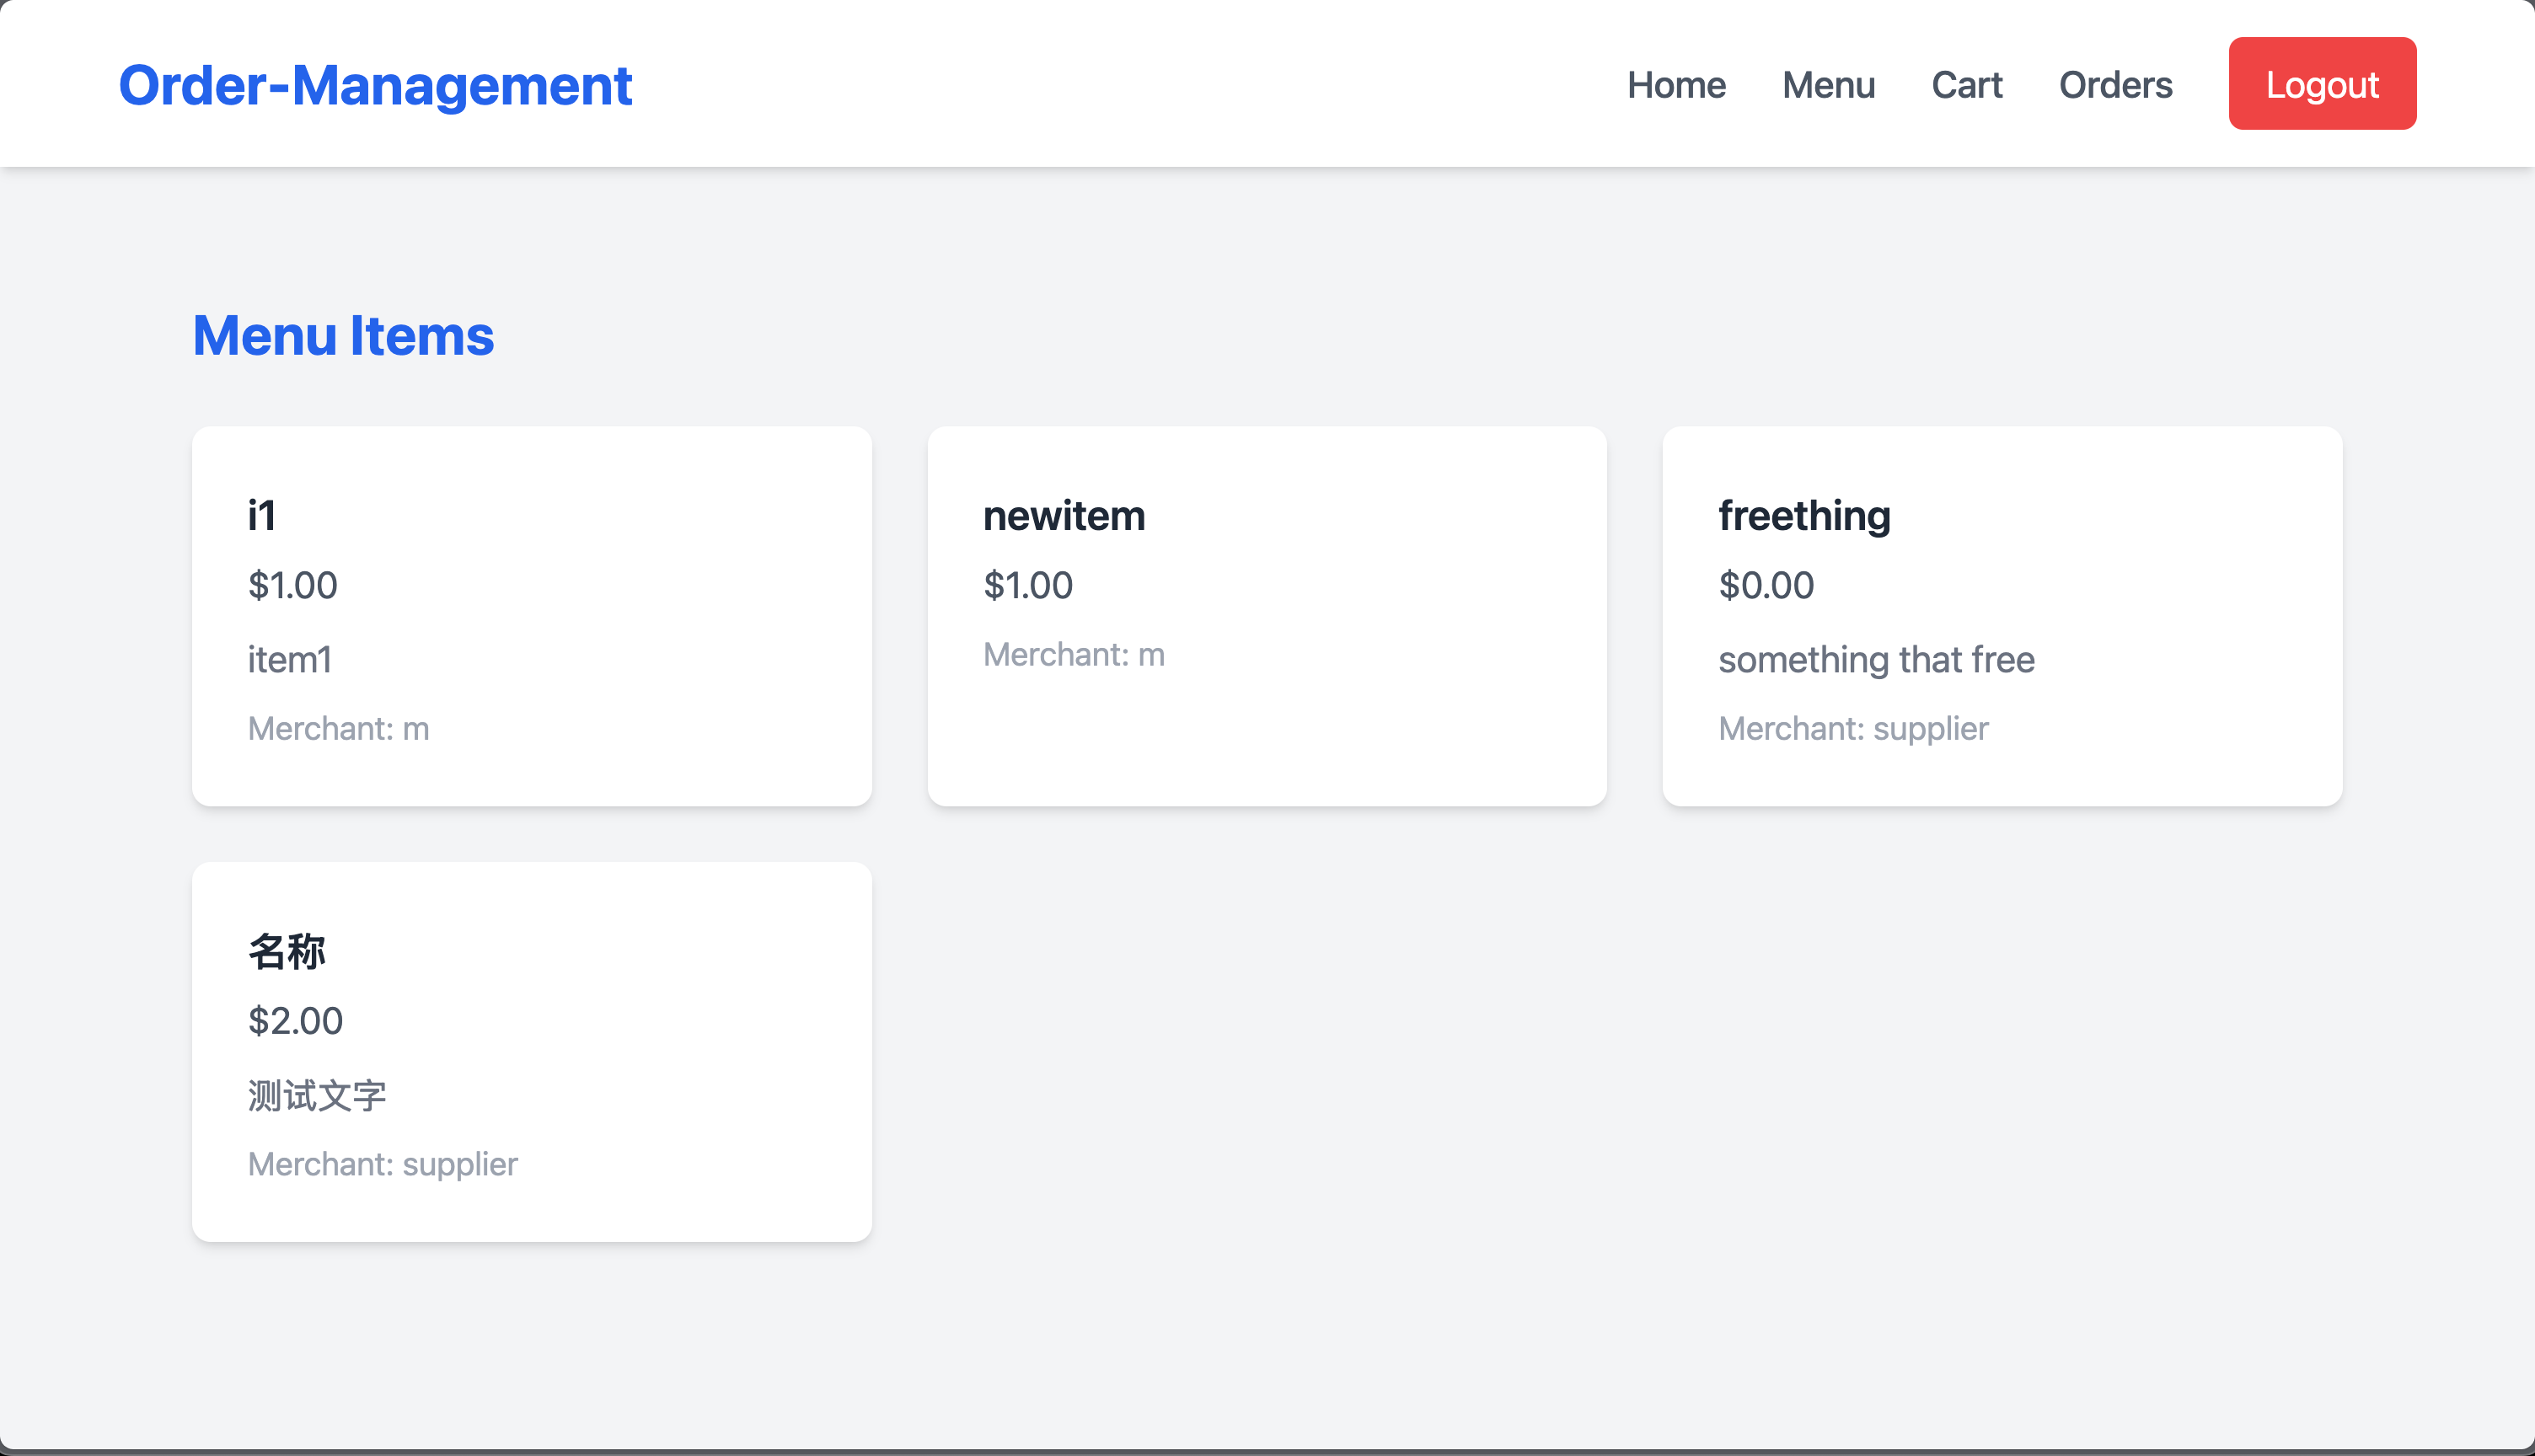 Order-Management
Home Menu Cart Orders Logout
Menu Items
i1
$1.00
item1
Merchant: m
newitem
$1.00
Merchant: m
freething
$0.00
something that free
Merchant: supplier
名称
$2.00
测试文字
Merchant: supplier